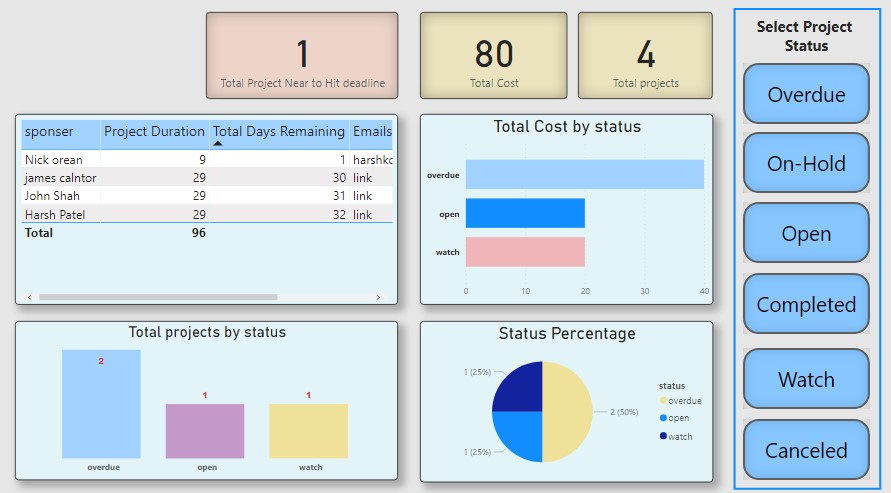 1
Total Project Near to Hit deadline
80
Total Cost
4
Total projects
Select Project
Status
Overdue
On-Hold
Open
Completed
Watch
Canceled
sponser Project Duration Total Days Remaining Emails
Nick orean 9 1 harshkc
james calntor 29 30 link
John Shah 29 31 link
Harsh Patel 29 32 link
Total 96
Total Cost by status
overdue
open
watch
0 10 20 30 40
Total projects by status
2
1
1
overdue open watch
Status Percentage
1 (25%)
2 (50%)
1 (25%)
status
overdue
open
watch